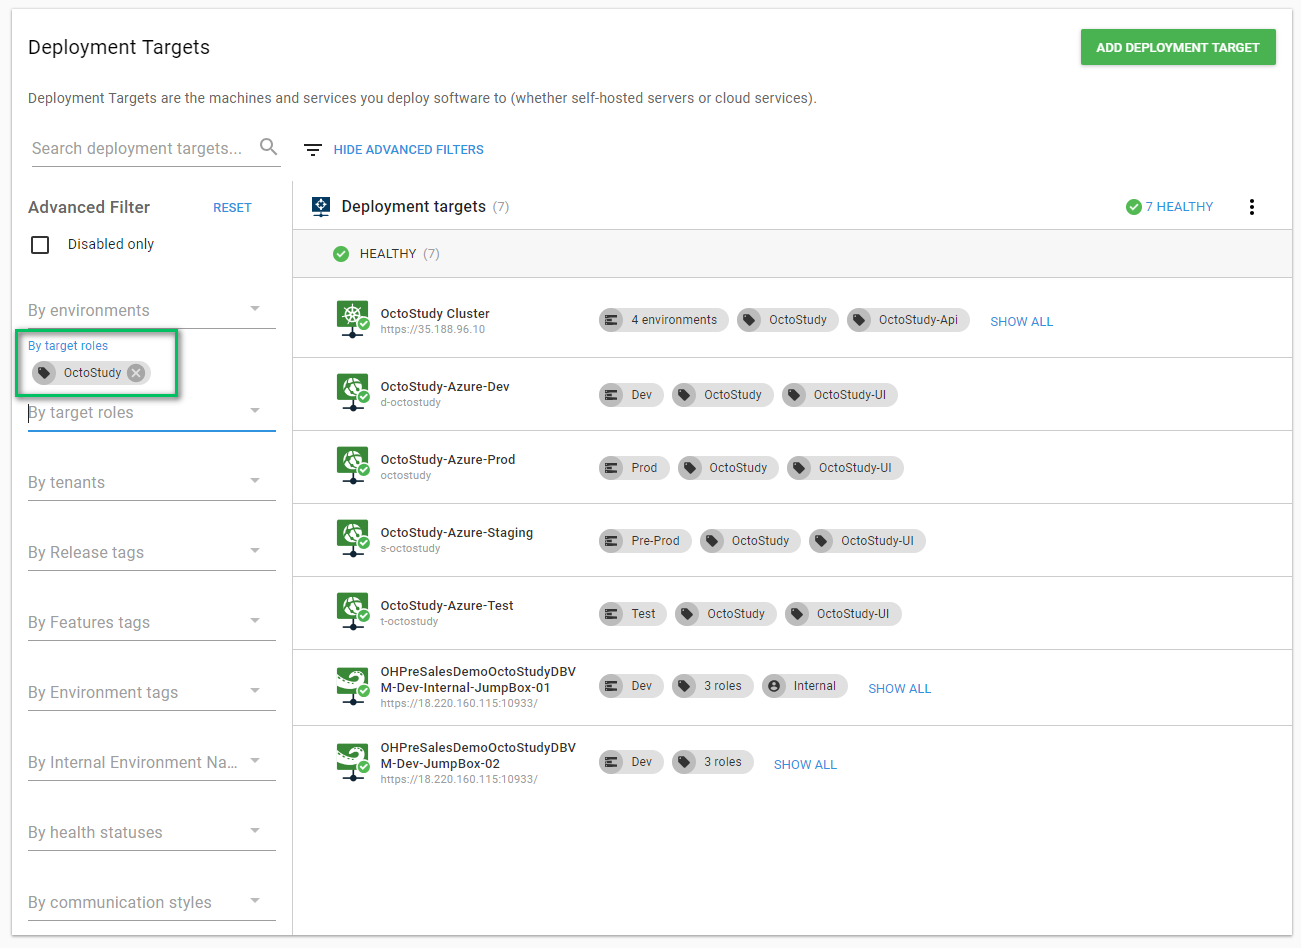 Deployment Targets
ADD DEPLOYMENT TARGET
Deployment Targets are the machines and services you deploy software to (whether self-hosted servers or cloud services).
Search deployment targets...
HIDE ADVANCED FILTERS
Advanced Filter
RESET
Disabled only
By environments
By target roles
OctoStudy
By target roles
By tenants
By Release tags
By Features tags
By Environment tags
By Internal Environment Na...
By health statuses
By communication styles
Deployment targets (7)
7 HEALTHY
HEALTHY (7)
OctoStudy Cluster
https://35.188.96.10
4 environments
OctoStudy
OctoStudy-Api
SHOW ALL
OctoStudy-Azure-Dev
d-octostudy
Dev
OctoStudy
OctoStudy-UI
OctoStudy-Azure-Prod
octostudy
Prod
OctoStudy
OctoStudy-UI
OctoStudy-Azure-Staging
s-octostudy
Pre-Prod
OctoStudy
OctoStudy-UI
OctoStudy-Azure-Test
t-octostudy
Test
OctoStudy
OctoStudy-UI
OHPreSalesDemoOctoStudyDBV
M-Dev-Internal-JumpBox-01
https://18.220.160.115:10933/
Dev
3 roles
Internal
SHOW ALL
OHPreSalesDemoOctoStudyDBV
M-Dev-JumpBox-02
https://18.220.160.115:10933/
Dev
3 roles
SHOW ALL